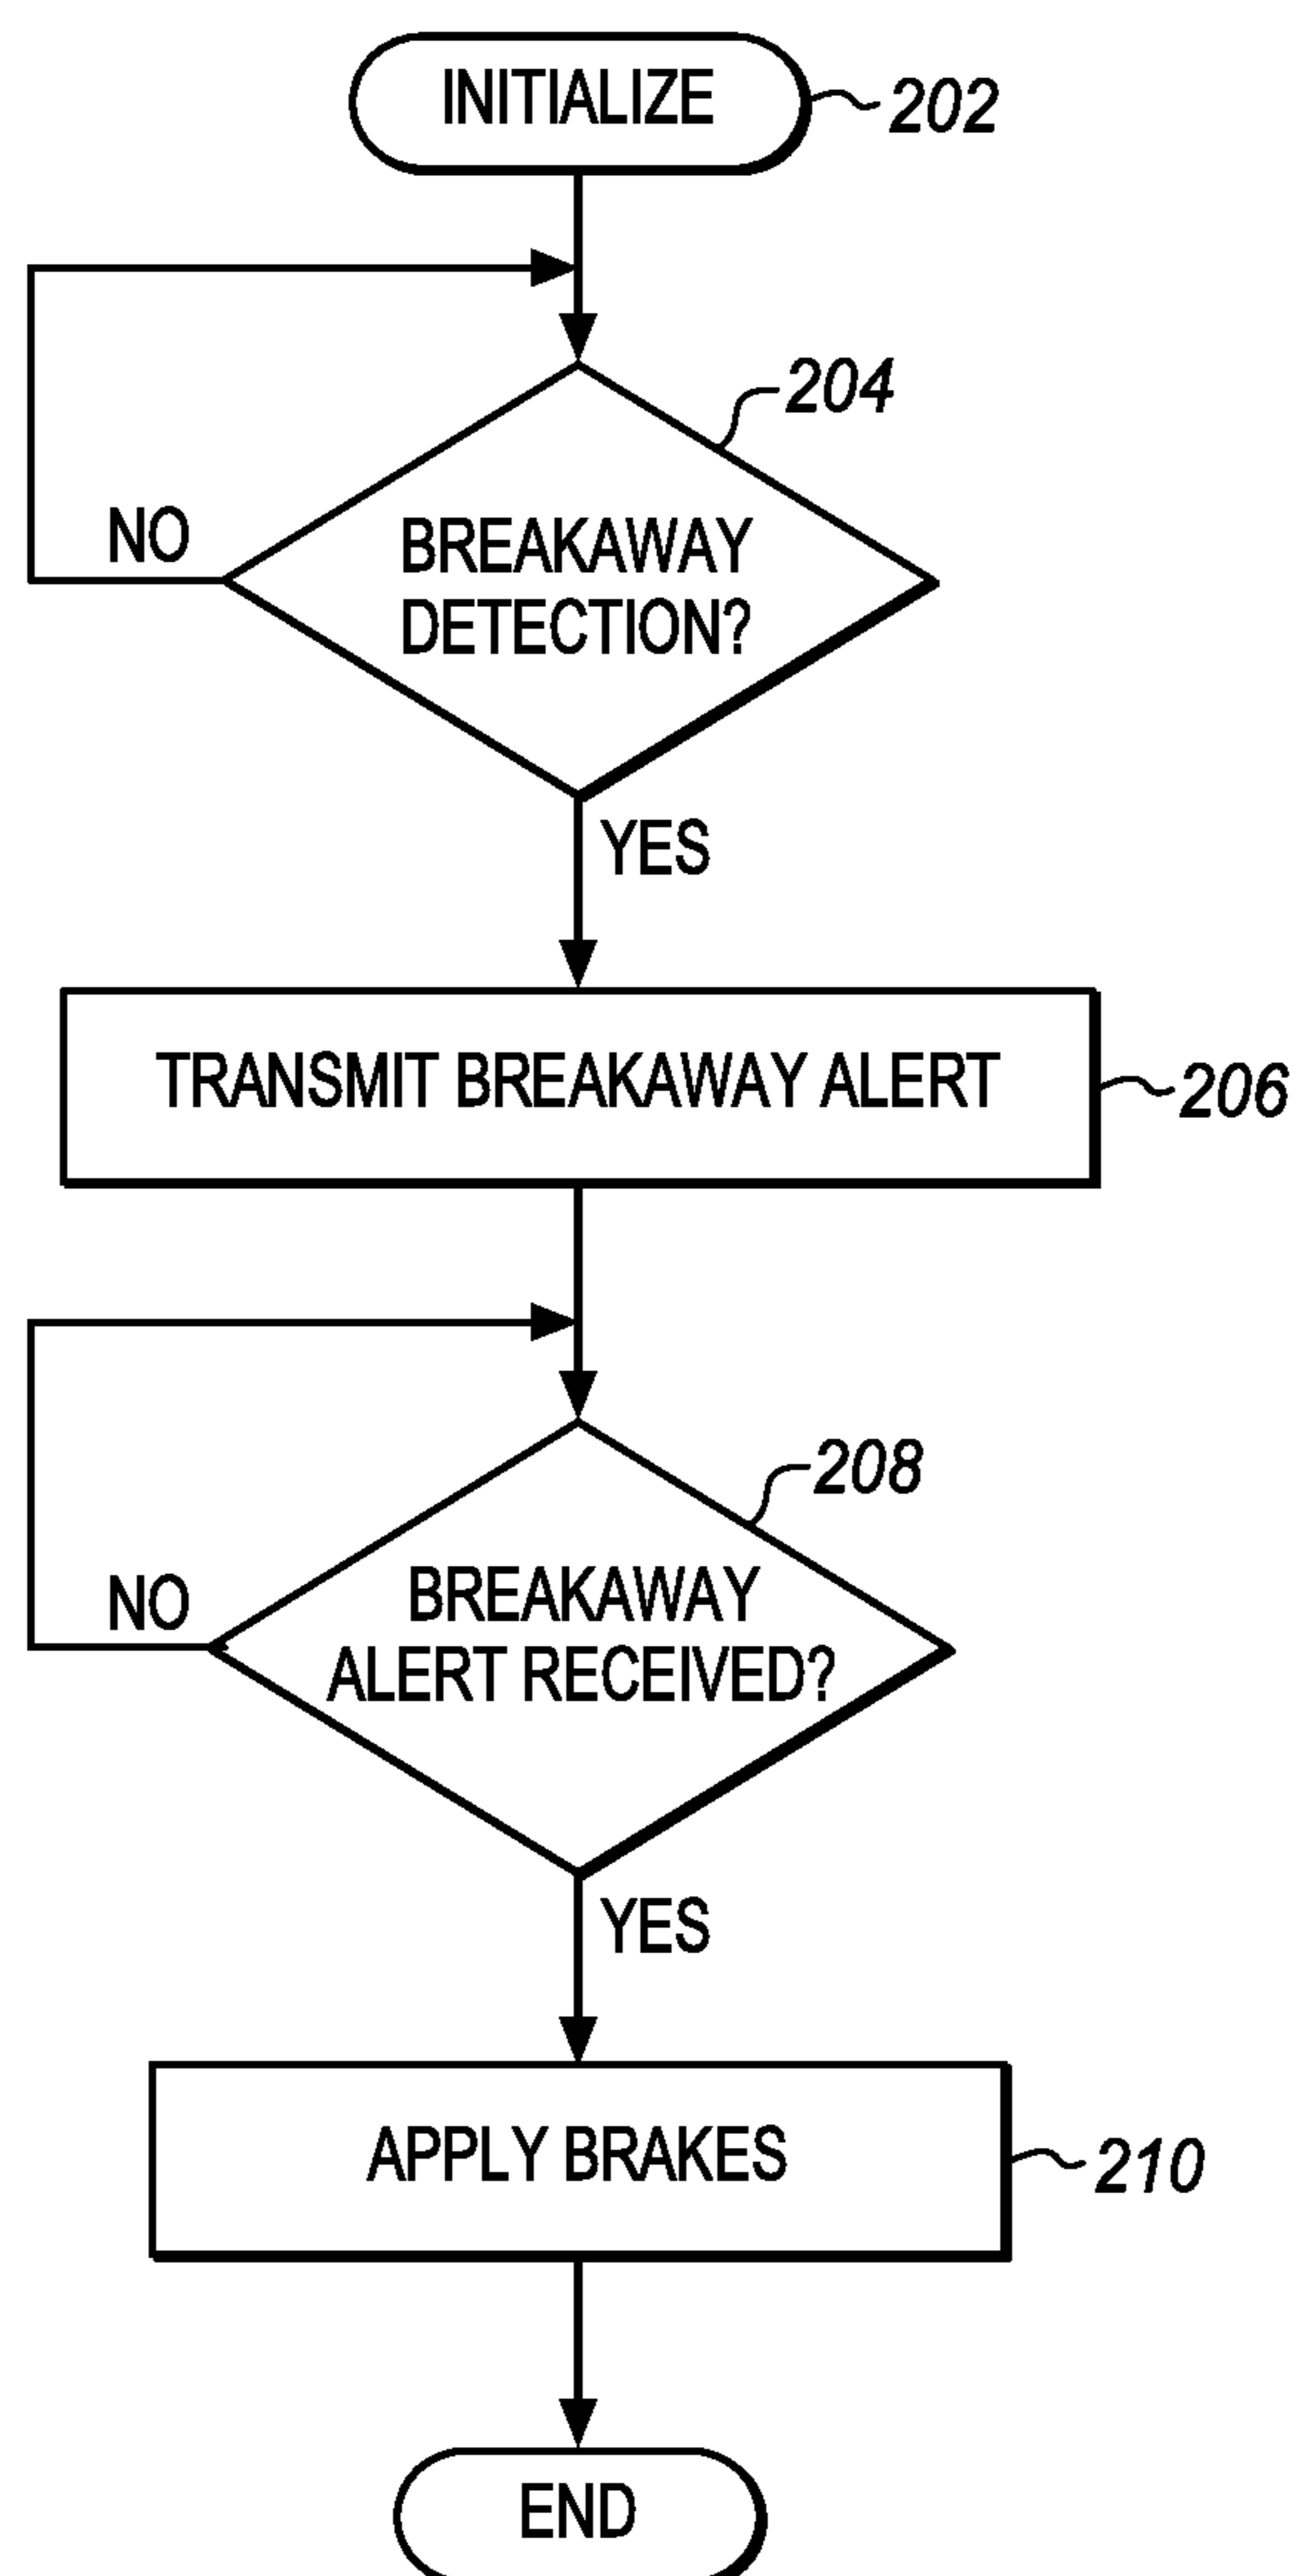 INITIALIZE
202
204
BREAKAWAY
DETECTION?
NO
YES
TRANSMIT BREAKAWAY ALERT
206
208
BREAKAWAY
ALERT RECEIVED?
NO
YES
APPLY BRAKES
210
END